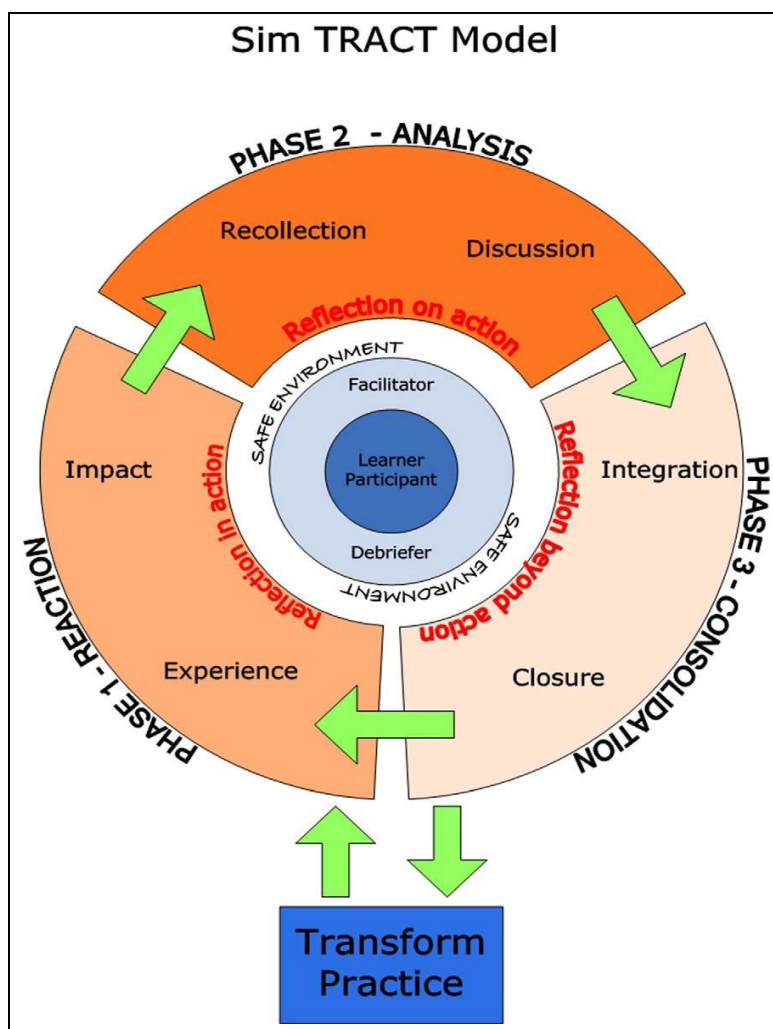 Sim TRACT Model
PHASE 2 - ANALYSIS
Recollection
Discussion
Reflection on action
SAFE ENVIRONMENT
Facilitator
Learner
Participant
Debriefer
SAFE ENVIRONMENT
Impact
Reflection in action
Experience
PHASE 1 - REACTION
Integration
Reflection beyond action
Closure
PHASE 3 - CONSOLIDATION
Transform
Practice